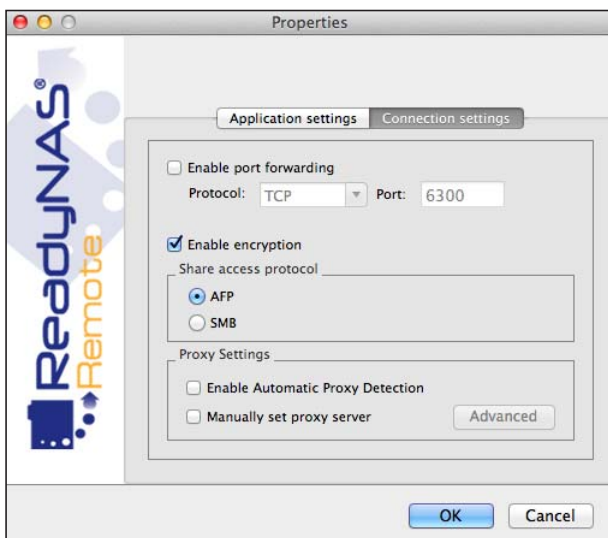 Properties
ReadyNAS®
Remote
Application settings
Connection settings
Enable port forwarding
Protocol: TCP Port: 6300
Enable encryption
Share access protocol
AFP
SMB
Proxy Settings
Enable Automatic Proxy Detection
Manually set proxy server
Advanced
OK
Cancel